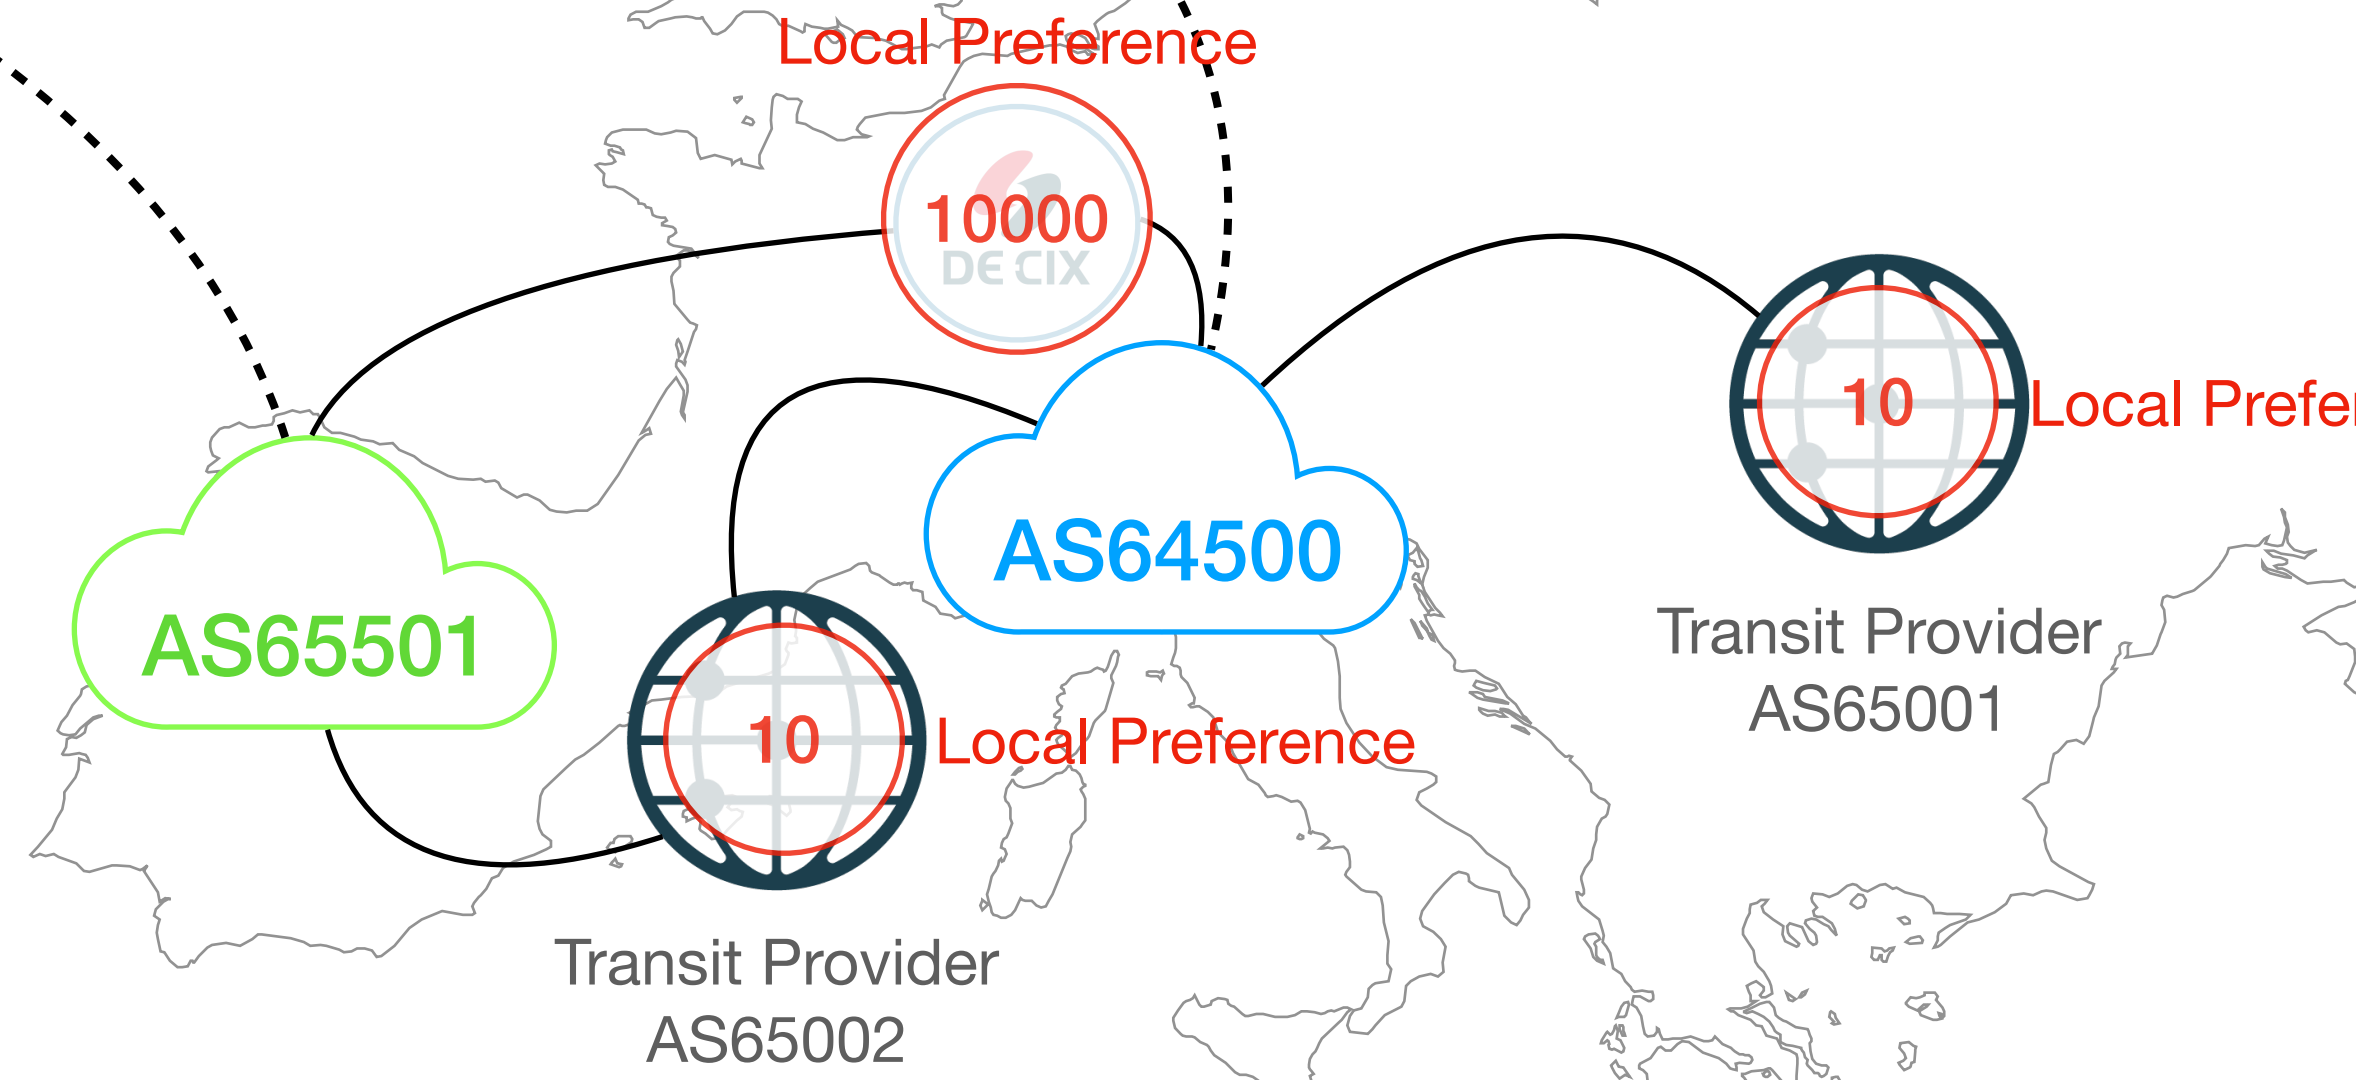 Local Preference
10000
DE CIX
10
Local Prefer
AS64500
AS65501
Transit Provider
AS65001
10
Local Preference
Transit Provider
AS65002